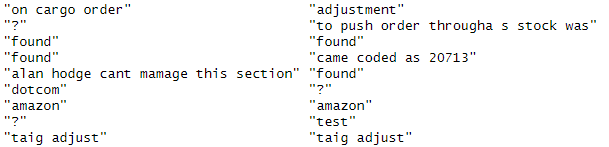 "on cargo order" "adjustment"
"?" "to push order througha s stock was"
"found" "found"
"found" "came coded as 20713"
"alan hodge cant mamage this section" "found"
"dotcom" "?"
"amazon" "amazon"
"?" "test"
"taig adjust" "taig adjust"